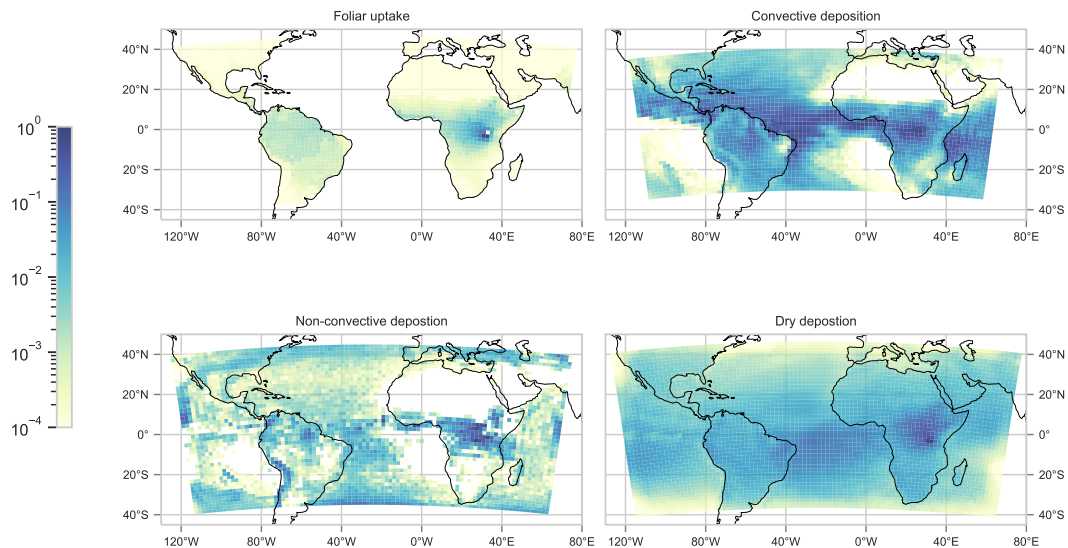 Foliar uptake
Convective deposition
40°N
20°N
0°
20°S
40°S
120°W 80°W 40°W 0°W 40°E 80°E
40°N
20°N
0°
20°S
40°S
120°W 80°W 40°W 0°W 40°E 80°E
10⁰
10⁻¹
10⁻²
10⁻³
10⁻⁴
Non-convective depostion
Dry depostion
40°N
20°N
0°
20°S
40°S
120°W 80°W 40°W 0°W 40°E 80°E
40°N
20°N
0°
20°S
40°S
120°W 80°W 40°W 0°W 40°E 80°E